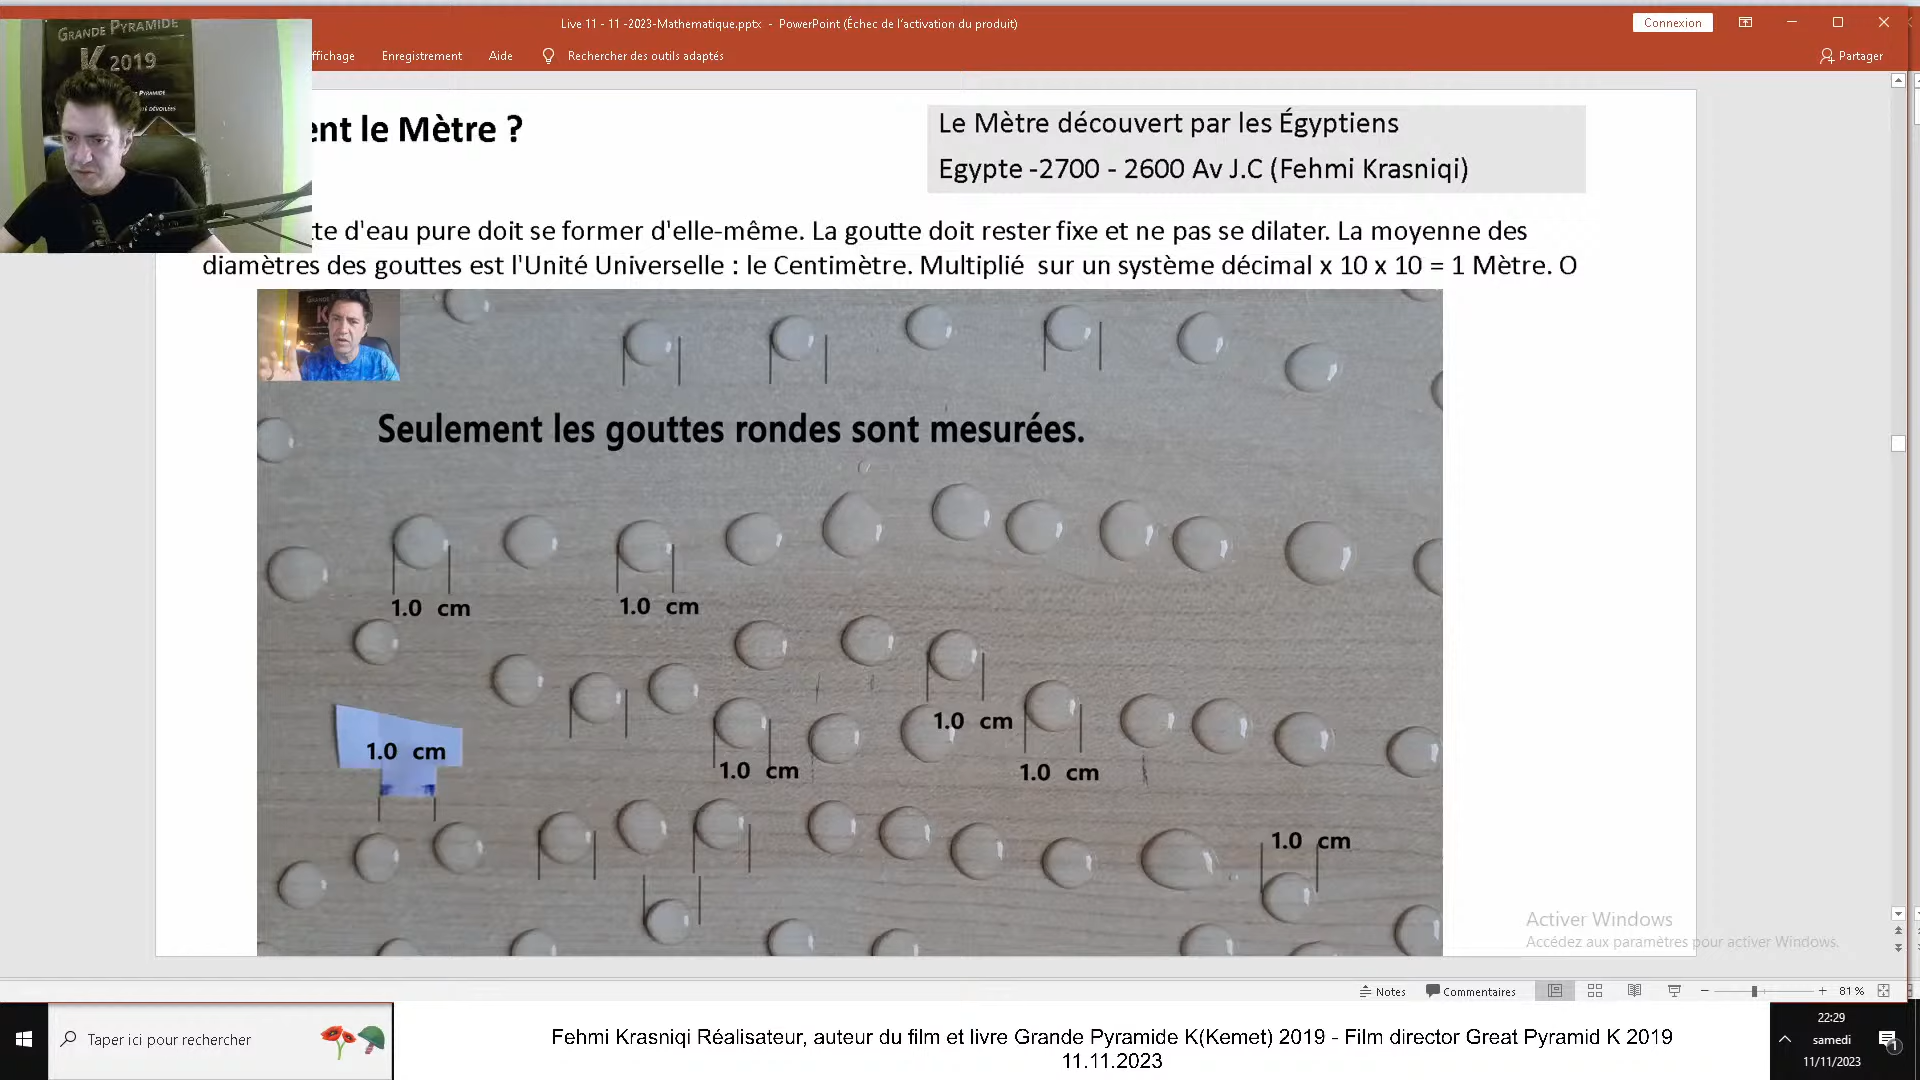 Live 11 - 11 -2023-Mathematique.pptx - PowerPoint (Échec de l'activation du produit)
Connexion
GRANDE PYRAMIDE
K 2019
ffichage Enregistrement Aide Rechercher des outils adaptés
Partager
ent le Mètre ?
Le Mètre découvert par les Égyptiens
Egypte -2700 - 2600 Av J.C (Fehmi Krasniqi)
tte d'eau pure doit se former d'elle-même. La goutte doit rester fixe et ne pas se dilater. La moyenne des
diamètres des gouttes est l'Unité Universelle : le Centimètre. Multiplié sur un système décimal x 10 x 10 = 1 Mètre. O
Seulement les gouttes rondes sont mesurées.
1.0 cm
1.0 cm
1.0 cm
1.0 cm
1.0 cm
1.0 cm
1.0 cm
Activer Windows
Accédez aux paramètres pour activer Windows.
Notes Commentaires 81 %
Taper ici pour rechercher
Fehmi Krasniqi Réalisateur, auteur du film et livre Grande Pyramide K(Kemet) 2019 - Film director Great Pyramid K 2019
11.11.2023
22:29
samedi
11/11/2023
1